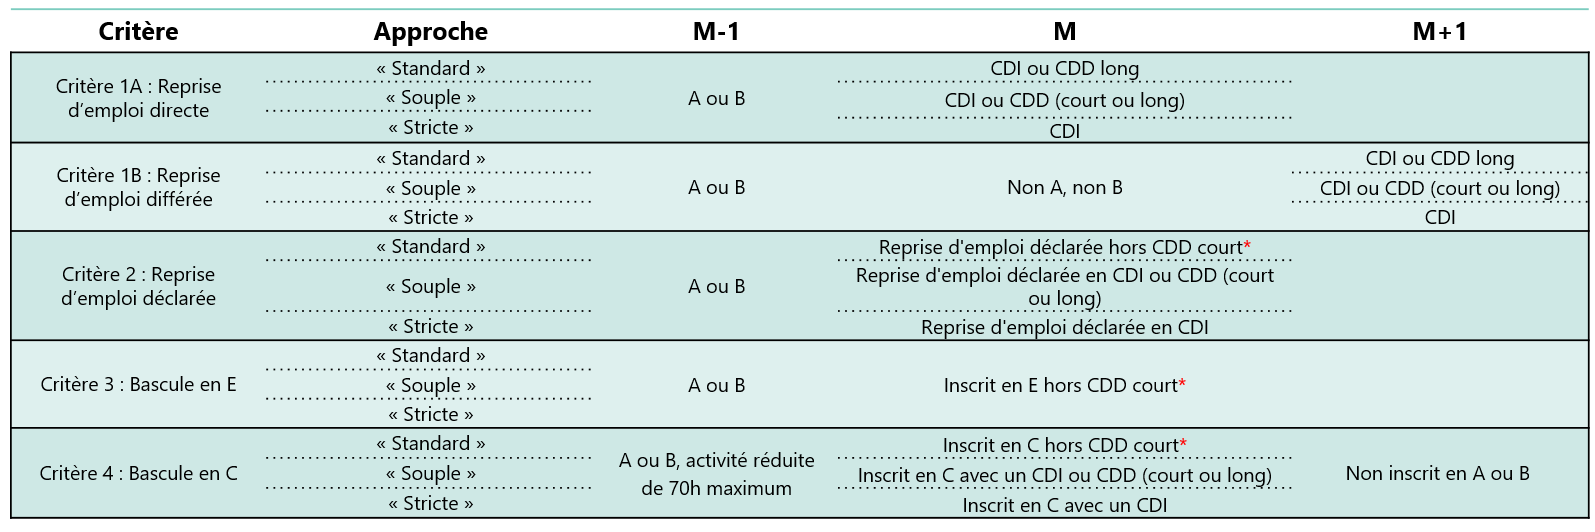 Critère Approche M-1 M M+1
Critère 1A : Reprise
d’emploi directe
« Standard »
« Souple »
« Stricte »
A ou B
CDI ou CDD long
CDI ou CDD (court ou long)
CDI
Critère 1B : Reprise
d’emploi différée
« Standard »
« Souple »
« Stricte »
A ou B
Non A, non B
CDI ou CDD long
CDI ou CDD (court ou long)
CDI
Critère 2 : Reprise
d’emploi déclarée
« Standard »
« Souple »
« Stricte »
A ou B
Reprise d'emploi déclarée hors CDD court*
Reprise d'emploi déclarée en CDI ou CDD (court
ou long)
Reprise d'emploi déclarée en CDI
Critère 3 : Bascule en E
« Standard »
« Souple »
« Stricte »
A ou B
Inscrit en E hors CDD court*
Critère 4 : Bascule en C
« Standard »
« Souple »
« Stricte »
A ou B, activité réduite
de 70h maximum
Inscrit en C hors CDD court*
Inscrit en C avec un CDI ou CDD (court ou long)
Inscrit en C avec un CDI
Non inscrit en A ou B